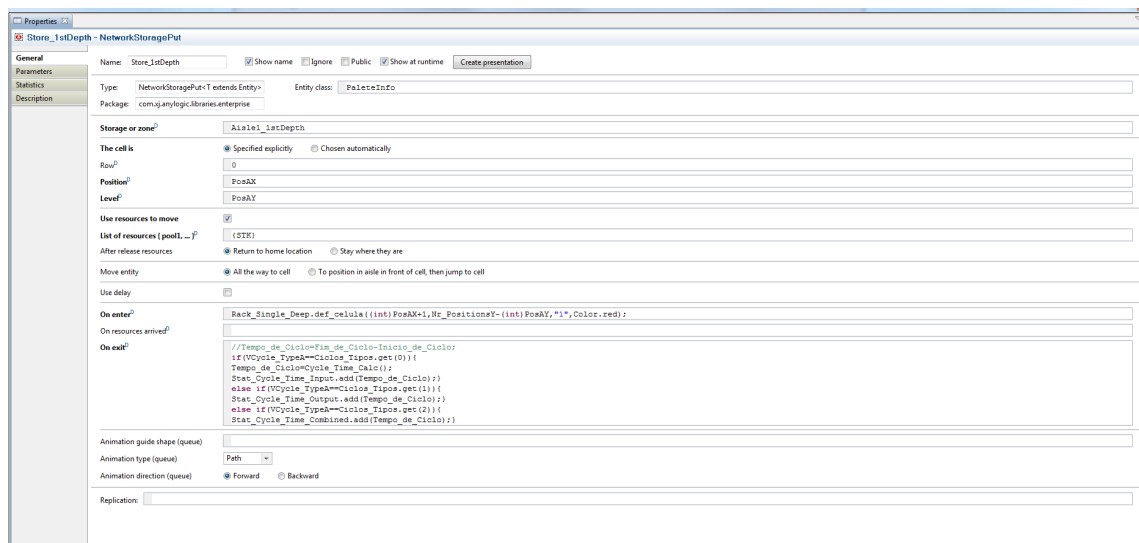 Properties
Store_1stDepth - NetworkStoragePut
General
Parameters
Statistics
Description
Name: Store_1stDepth Show name Ignore Public Show at runtime Create presentation
Type: NetworkStoragePut<T extends Entity> Entity class: PaleteInfo
Package: com.xj.anylogic.libraries.enterprise
Storage or zone D Aisle1_1stDepth
The cell is Specified explicitly Chosen automatically
Row D 0
Position D PosAX
Level D PosAY
Use resources to move
List of resources { pool1, ... } D {STK}
After release resources Return to home location Stay where they are
Move entity All the way to cell To position in aisle in front of cell, then jump to cell
Use delay
On enter D Rack_Single_Deep.def_celula((int)PosAX+1,Nr_PositionsY-(int)PosAY,"1",Color.red);
On resources arrived D
On exit D //Tempo_de_Ciclo=Fim_de_Ciclo-Inicio_de_Ciclo;
if(VCycle_TypeA==Ciclos_Tipos.get(0)){
Tempo_de_Ciclo=Cycle_Time_Calc();
Stat_Cycle_Time_Input.add(Tempo_de_Ciclo);}
else if(VCycle_TypeA==Ciclos_Tipos.get(1)){
Stat_Cycle_Time_Output.add(Tempo_de_Ciclo);}
else if(VCycle_TypeA==Ciclos_Tipos.get(2)){
Stat_Cycle_Time_Combined.add(Tempo_de_Ciclo);}
Animation guide shape (queue)
Animation type (queue) Path
Animation direction (queue) Forward Backward
Replication: